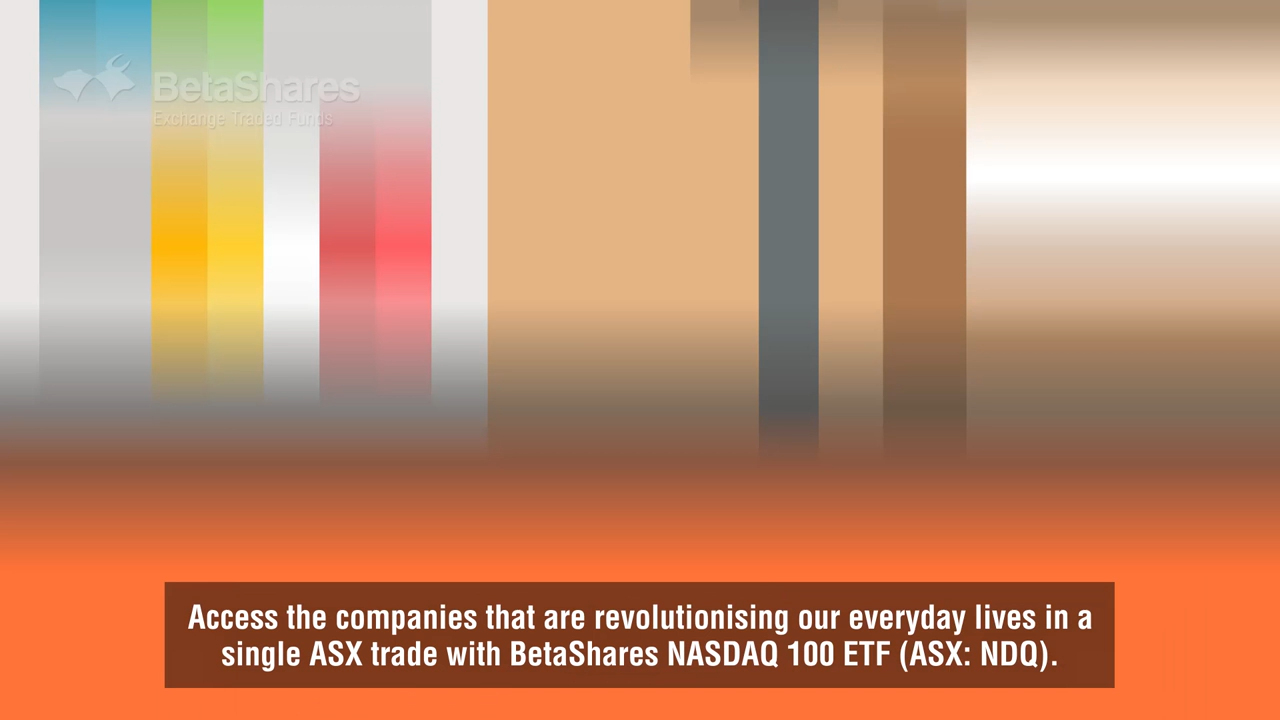 BetaShares
Exchange Traded Funds
Access the companies that are revolutionising our everyday lives in a
single ASX trade with BetaShares NASDAQ 100 ETF (ASX: NDQ).